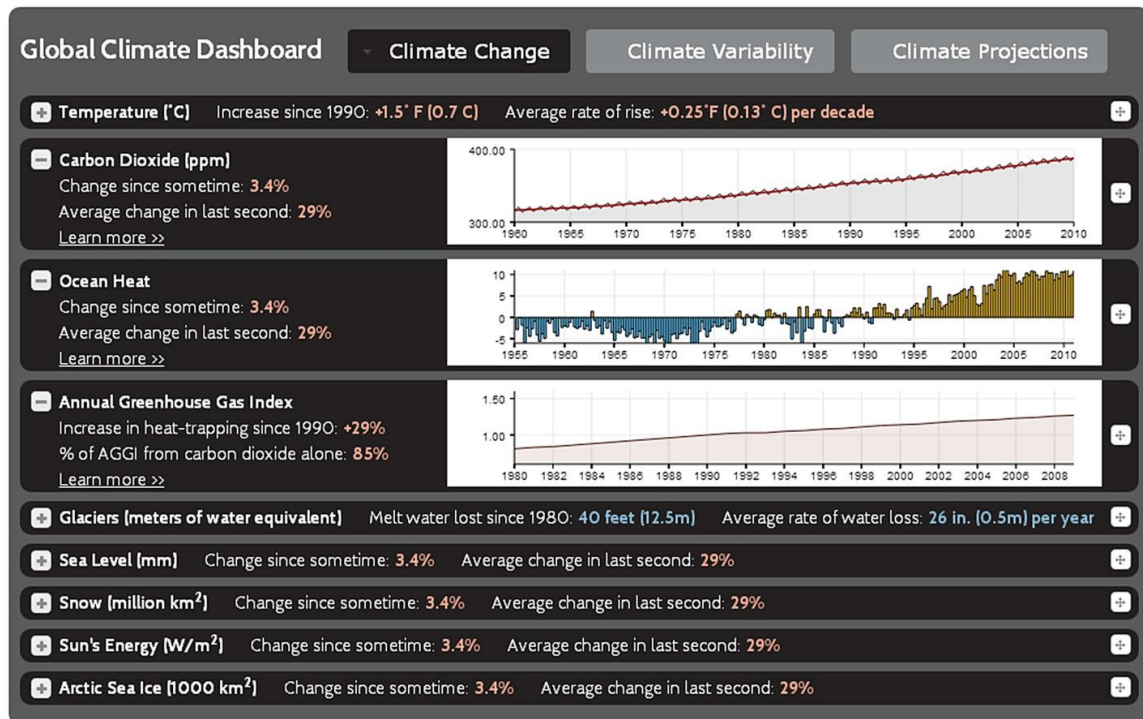 Global Climate Dashboard Climate Change Climate Variability Climate Projections
Temperature (˚C) Increase since 1990: +1.5˚ F (0.7 C) Average rate of rise: +0.25˚F (0.13˚ C) per decade
Carbon Dioxide (ppm)
Change since sometime: 3.4%
Average change in last second: 29%
Learn more >>
400.00
300.00
1960 1965 1970 1975 1980 1985 1990 1995 2000 2005 2010
Ocean Heat
Change since sometime: 3.4%
Average change in last second: 29%
Learn more >>
10
5
0
-5
1955 1960 1965 1970 1975 1980 1985 1990 1995 2000 2005 2010
Annual Greenhouse Gas Index
Increase in heat-trapping since 1990: +29%
% of AGGI from carbon dioxide alone: 85%
Learn more >>
1.50
1.00
1980 1982 1984 1986 1988 1990 1992 1994 1996 1998 2000 2002 2004 2006 2008
Glaciers (meters of water equivalent) Melt water lost since 1980: 40 feet (12.5m) Average rate of water loss: 26 in. (0.5m) per year
Sea Level (mm) Change since sometime: 3.4% Average change in last second: 29%
Snow (million km²) Change since sometime: 3.4% Average change in last second: 29%
Sun's Energy (W/m²) Change since sometime: 3.4% Average change in last second: 29%
Arctic Sea Ice (1000 km²) Change since sometime: 3.4% Average change in last second: 29%